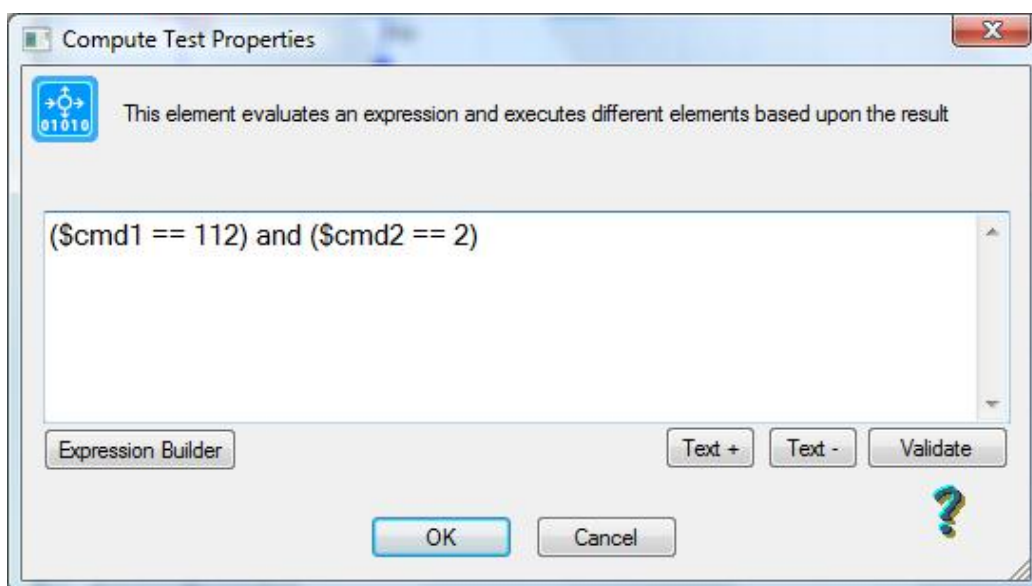 Compute Test Properties
X
01010
This element evaluates an expression and executes different elements based upon the result
($cmd1 == 112) and ($cmd2 == 2)
Expression Builder
Text +
Text -
Validate
?
OK
Cancel